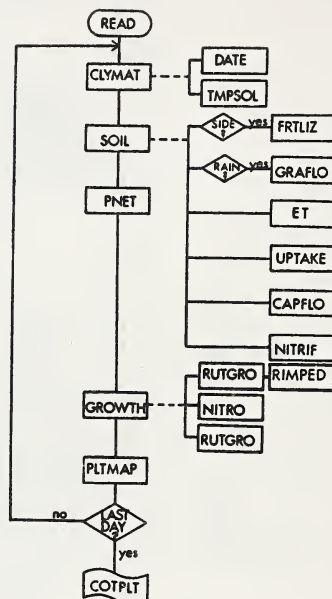 READ
CLYMAT
DATE
TMPSOL
SOIL
SIDE
?
yes
FRTLIZ
RAIN
?
yes
GRAFLO
PNET
ET
UPTAKE
CAPFLO
NITRIF
GROWTH
RUTGRO
RIMPED
NITRO
RUTGRO
PLTMAP
no
LAST
DAY
?
yes
COTPLT